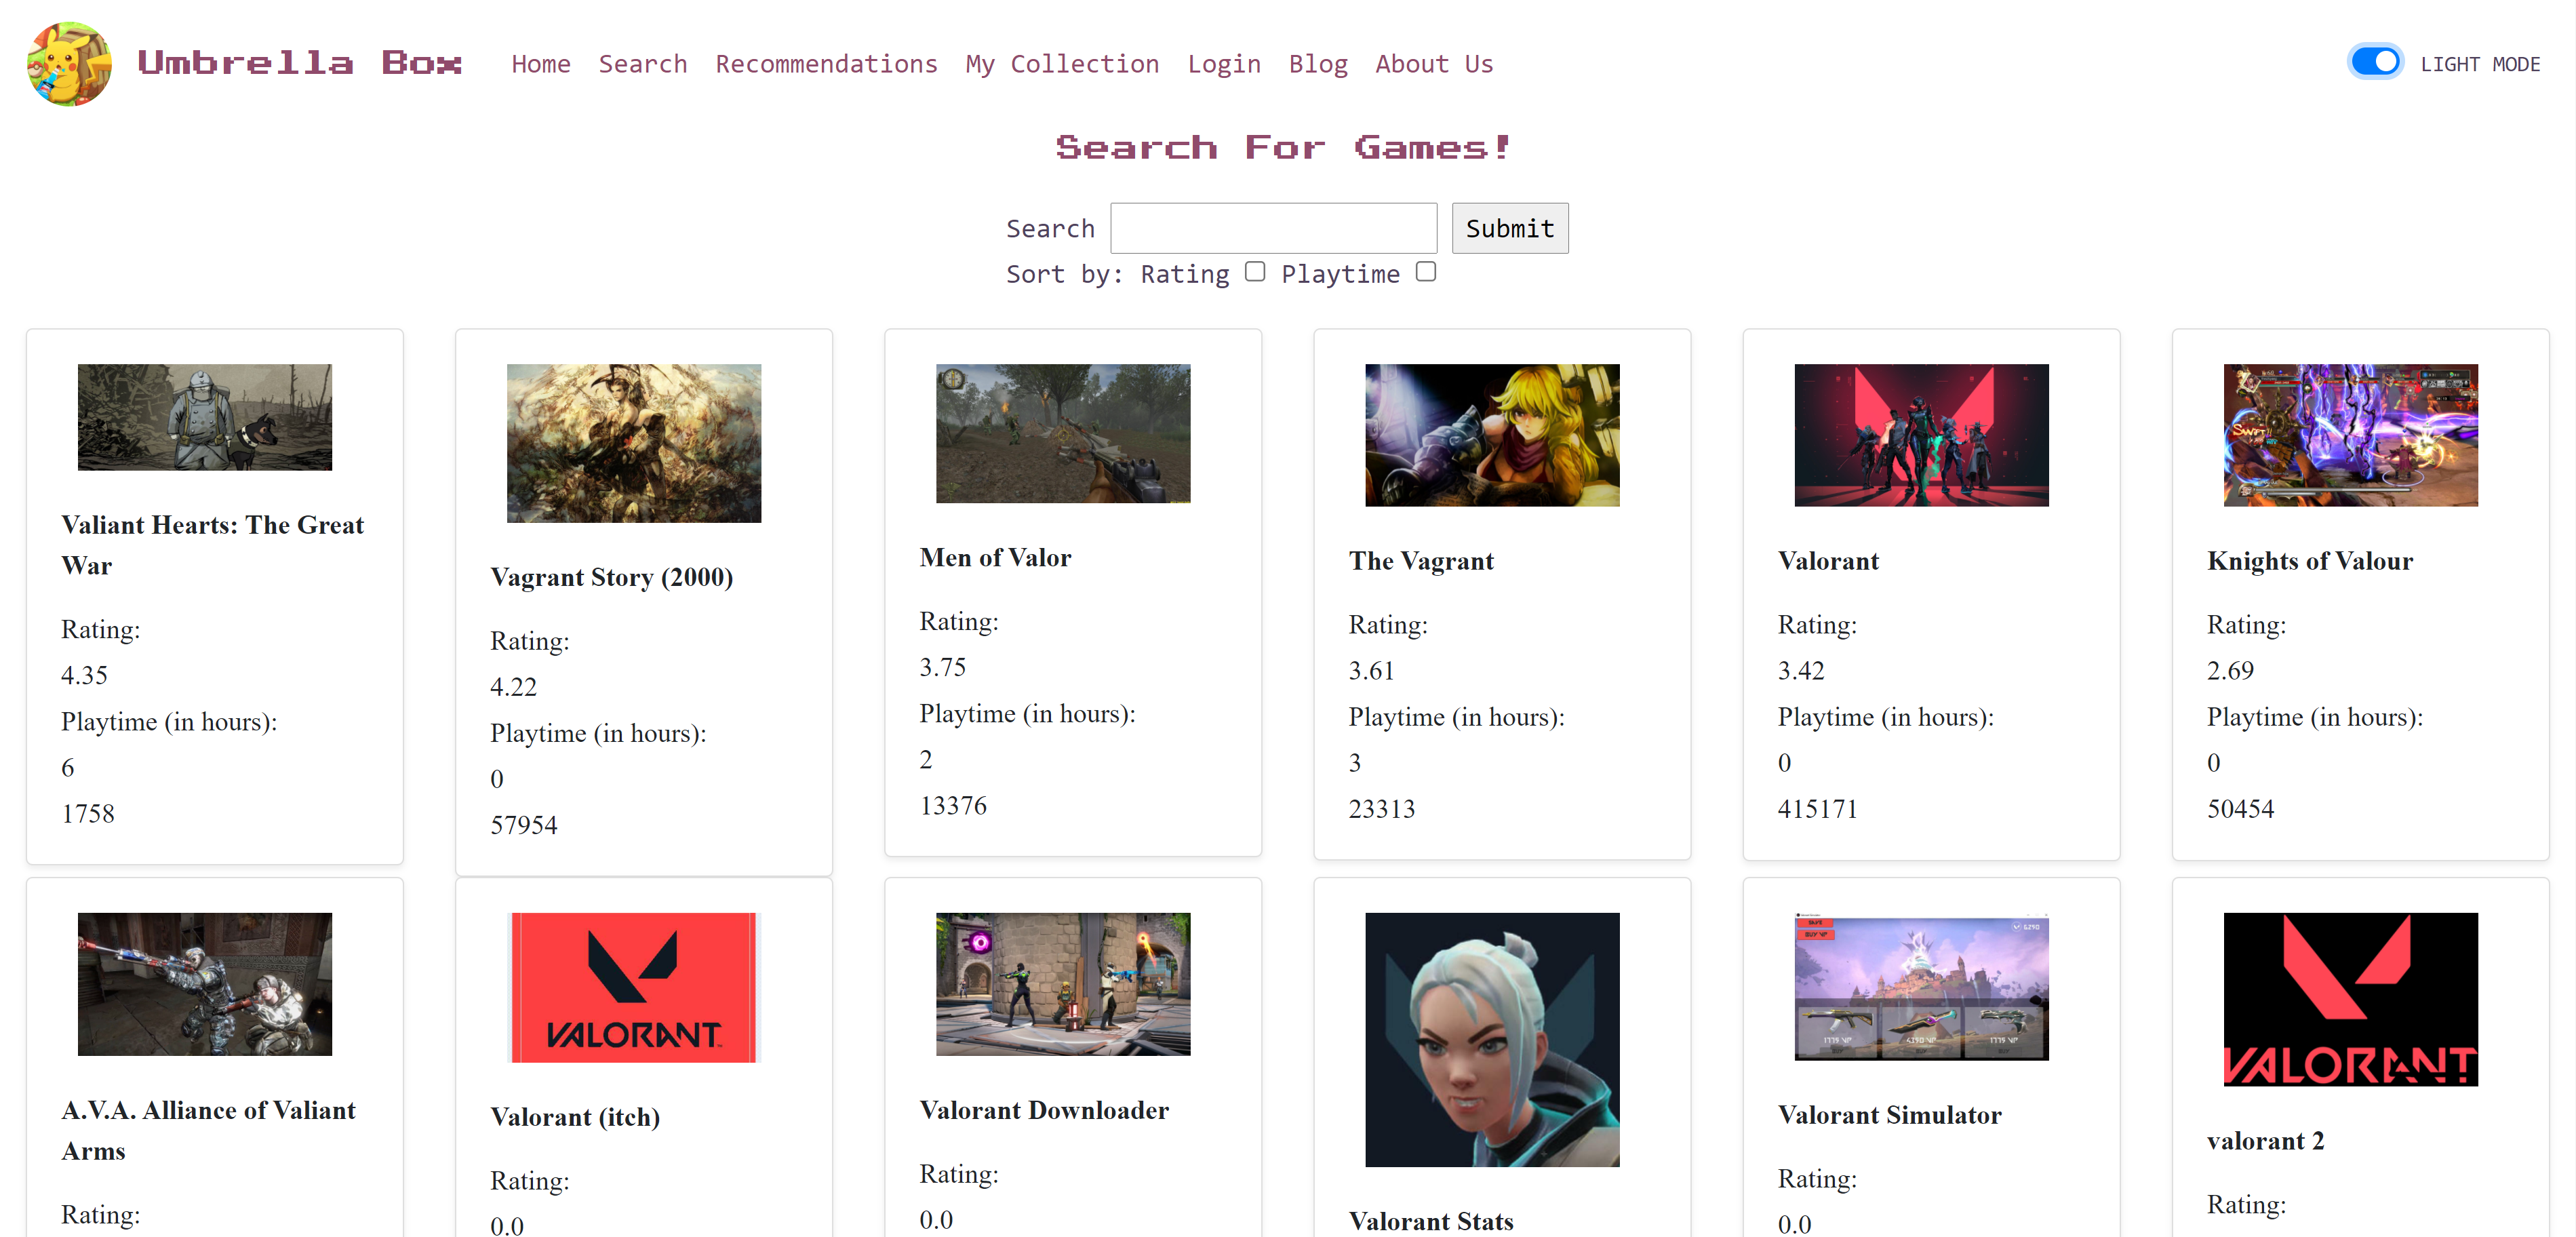 Umbrella Box Home Search Recommendations My Collection Login Blog About Us LIGHT MODE
Search For Games!
Search Submit
Sort by: Rating Playtime
Valiant Hearts: The Great
War
Rating:
4.35
Playtime (in hours):
6
1758
Vagrant Story (2000)
Rating:
4.22
Playtime (in hours):
0
57954
Men of Valor
Rating:
3.75
Playtime (in hours):
2
13376
The Vagrant
Rating:
3.61
Playtime (in hours):
3
23313
Valorant
Rating:
3.42
Playtime (in hours):
0
415171
Knights of Valour
Rating:
2.69
Playtime (in hours):
0
50454
A.V.A. Alliance of Valiant
Arms
Rating:
VALORANT
Valorant (itch)
Rating:
0.0
Valorant Downloader
Rating:
0.0
Valorant Stats
Valorant Simulator
Rating:
0.0
VALORANT
valorant 2
Rating: